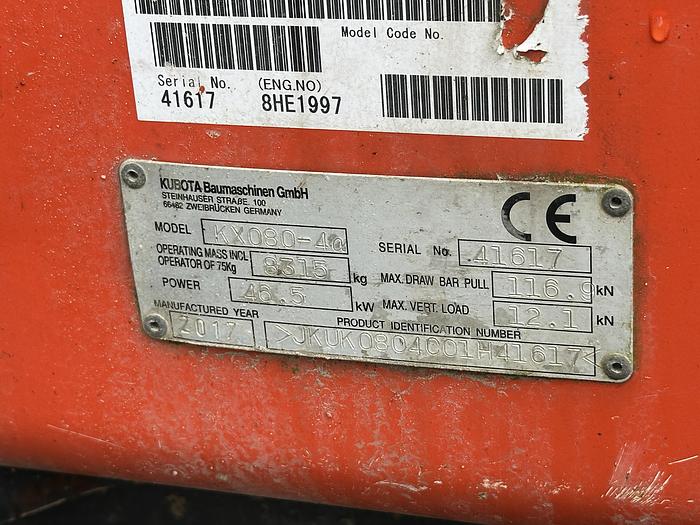 Model Code No.
Serial No. (ENG.NO)
41617 8HE1997
KUBOTA Baumaschinen GmbH
STEINHAUSER STRAßE. 100
66482 ZWEIBRÜCKEN GERMANY
CE
MODEL KX080-4α
SERIAL No. 41617
OPERATING MASS INCL
OPERATOR OF 75Kg 8315 kg
MAX. DRAW BAR PULL 116.9 kN
POWER 46.5 kW
MAX. VERT. LOAD 12.1 kN
MANUFACTURED YEAR 2017
PRODUCT IDENTIFICATION NUMBER
>JKUK0804C01H41617<